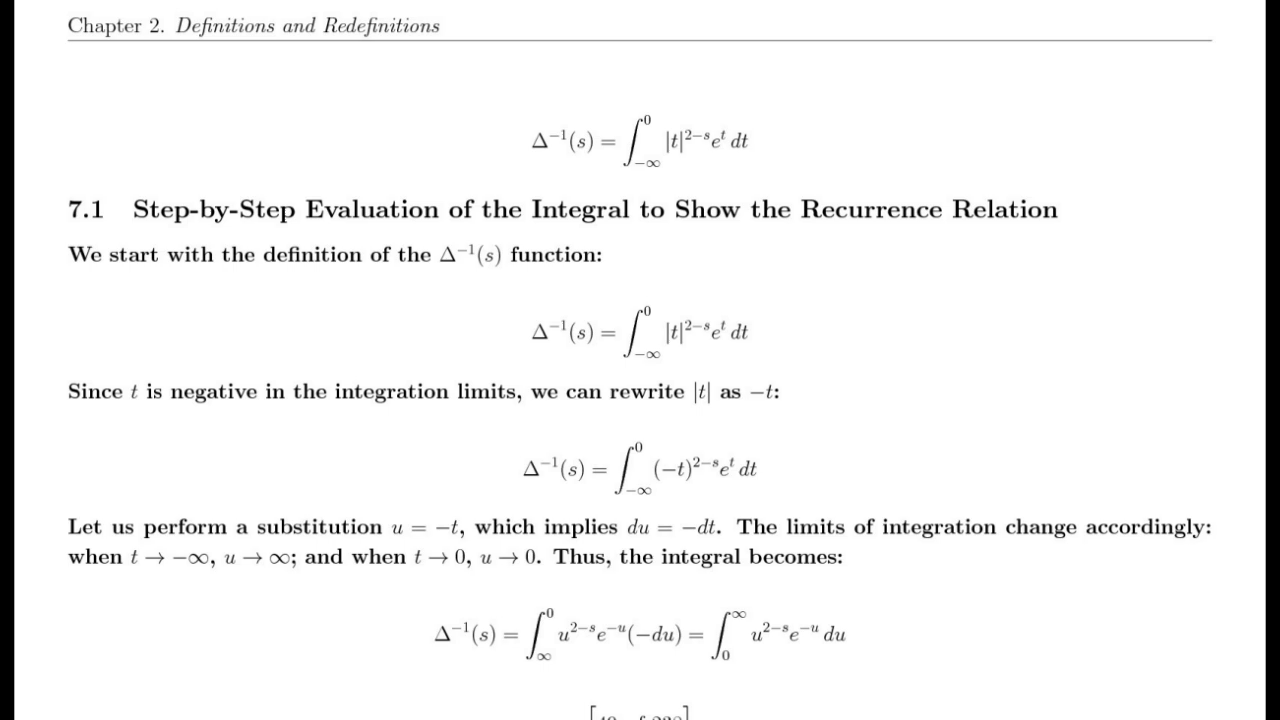 Chapter 2. Definitions and Redefinitions
Δ⁻¹(s) = ∫_{−∞}^{0} |t|^{2−s} e^{t} dt
7.1 Step-by-Step Evaluation of the Integral to Show the Recurrence Relation
We start with the definition of the Δ⁻¹(s) function:
Δ⁻¹(s) = ∫_{−∞}^{0} |t|^{2−s} e^{t} dt
Since t is negative in the integration limits, we can rewrite |t| as −t:
Δ⁻¹(s) = ∫_{−∞}^{0} (−t)^{2−s} e^{t} dt
Let us perform a substitution u = −t, which implies du = −dt. The limits of integration change accordingly:
when t → −∞, u → ∞; and when t → 0, u → 0. Thus, the integral becomes:
Δ⁻¹(s) = ∫_{∞}^{0} u^{2−s} e^{−u} (−du) = ∫_{0}^{∞} u^{2−s} e^{−u} du